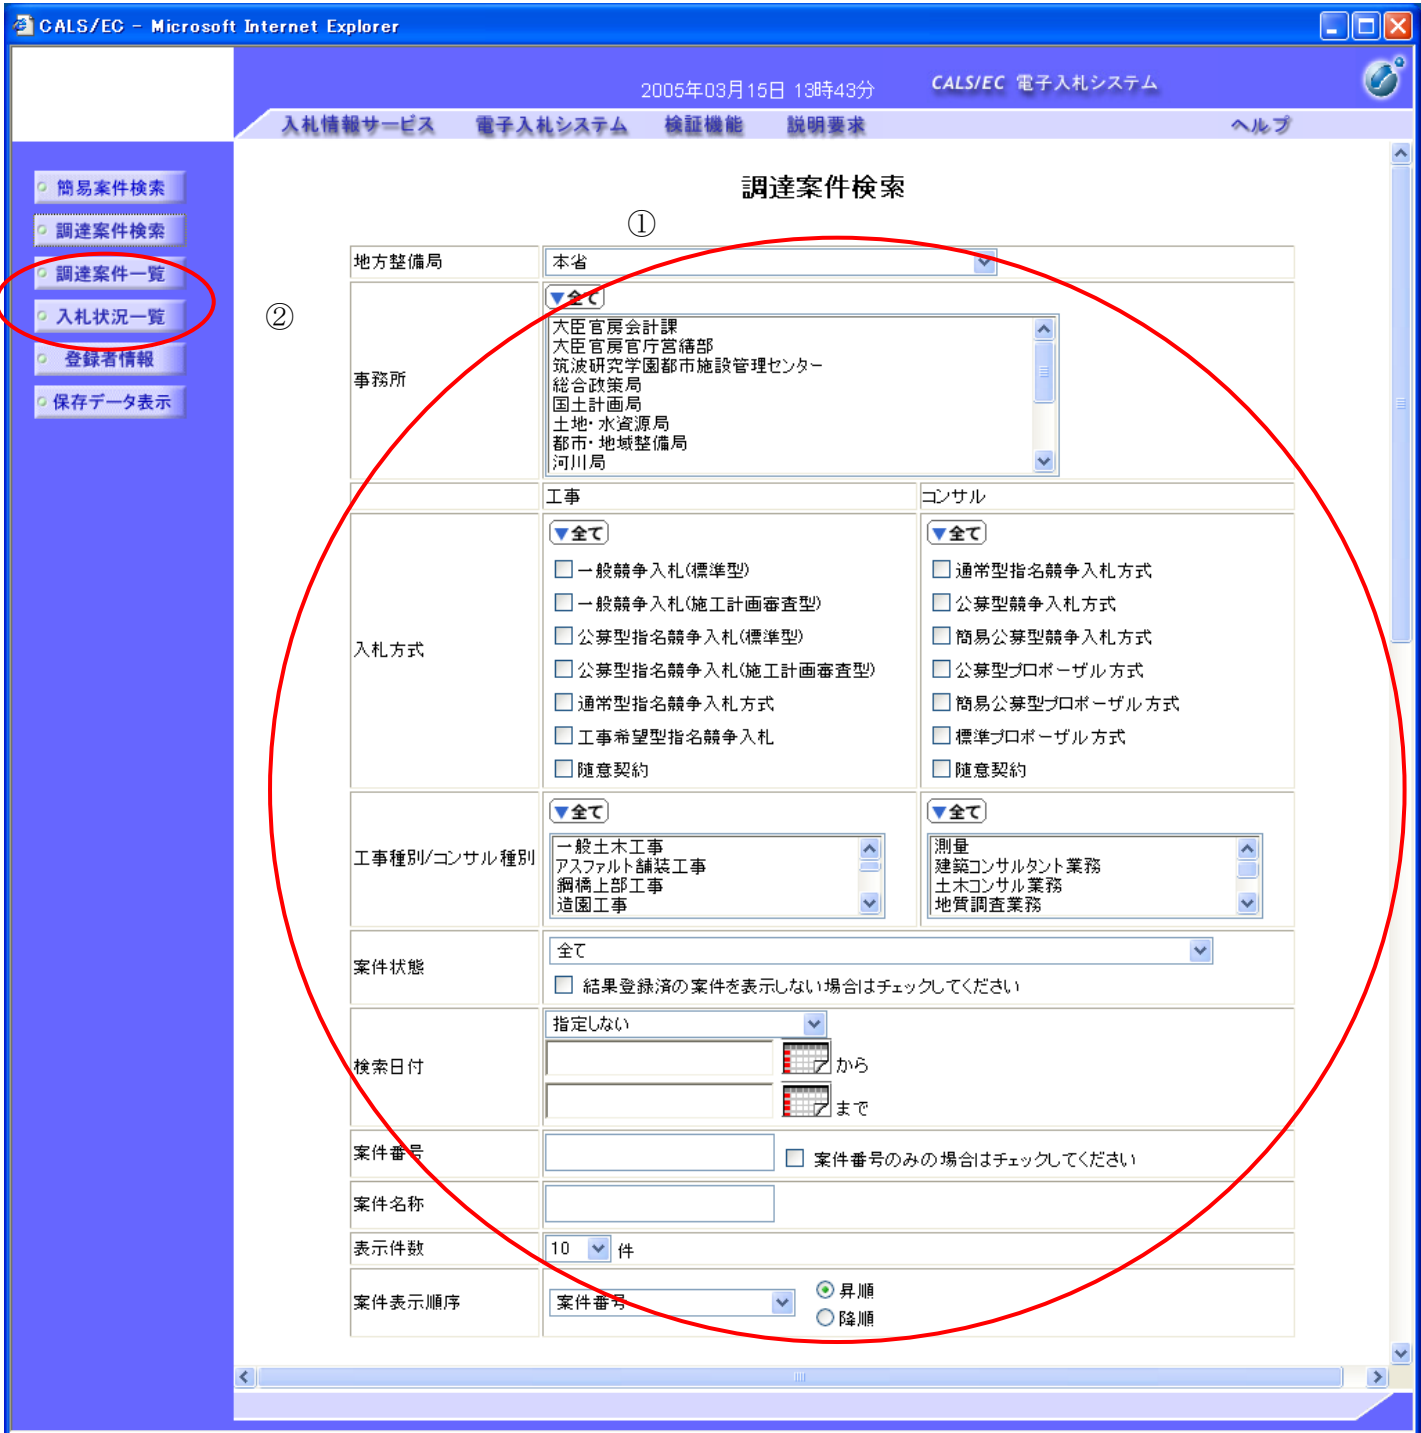 CALS/EC - Microsoft Internet Explorer
2005年03月15日 13時43分
CALS/EC 電子入札システム
入札情報サービス 電子入札システム 検証機能 説明要求 ヘルプ
簡易案件検索
調達案件検索
調達案件一覧
入札状況一覧
登録者情報
保存データ表示
調達案件検索
①
②
地方整備局 本省
事務所
▼全て
大臣官房会計課
大臣官房官庁営繕部
筑波研究学園都市施設管理センター
総合政策局
国土計画局
土地・水資源局
都市・地域整備局
河川局
工事 コンサル
入札方式
▼全て ▼全て
一般競争入札(標準型) 通常型指名競争入札方式
一般競争入札(施工計画審査型) 公募型競争入札方式
公募型指名競争入札(標準型) 簡易公募型競争入札方式
公募型指名競争入札(施工計画審査型) 公募型プロポーザル方式
通常型指名競争入札方式 簡易公募型プロポーザル方式
工事希望型指名競争入札 標準プロポーザル方式
随意契約 随意契約
工事種別/コンサル種別
▼全て ▼全て
一般土木工事 測量
アスファルト舗装工事 建築コンサルタント業務
鋼橋上部工事 土木コンサル業務
造園工事 地質調査業務
案件状態 全て
結果登録済の案件を表示しない場合はチェックしてください
検索日付 指定しない
から
まで
案件番号 案件番号のみの場合はチェックしてください
案件名称
表示件数 10 件
案件表示順序 案件番号 昇順
降順